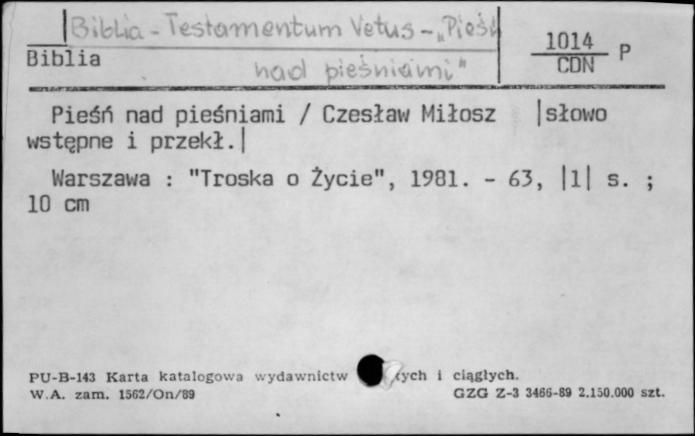 Biblia - Testamentum Vetus - „Pieśń
nad pieśniami"
Biblia
1014
CDN P
Pieśń nad pieśniami / Czesław Miłosz |słowo
wstępne i przekł.|
Warszawa : "Troska o Życie", 1981. - 63, |1| s. ;
10 cm
PU-B-143 Karta katalogowa wydawnictw i ciągłych.
W.A. zam. 1562/On/89 GZG Z-3 3466-89 2.150.000 szt.